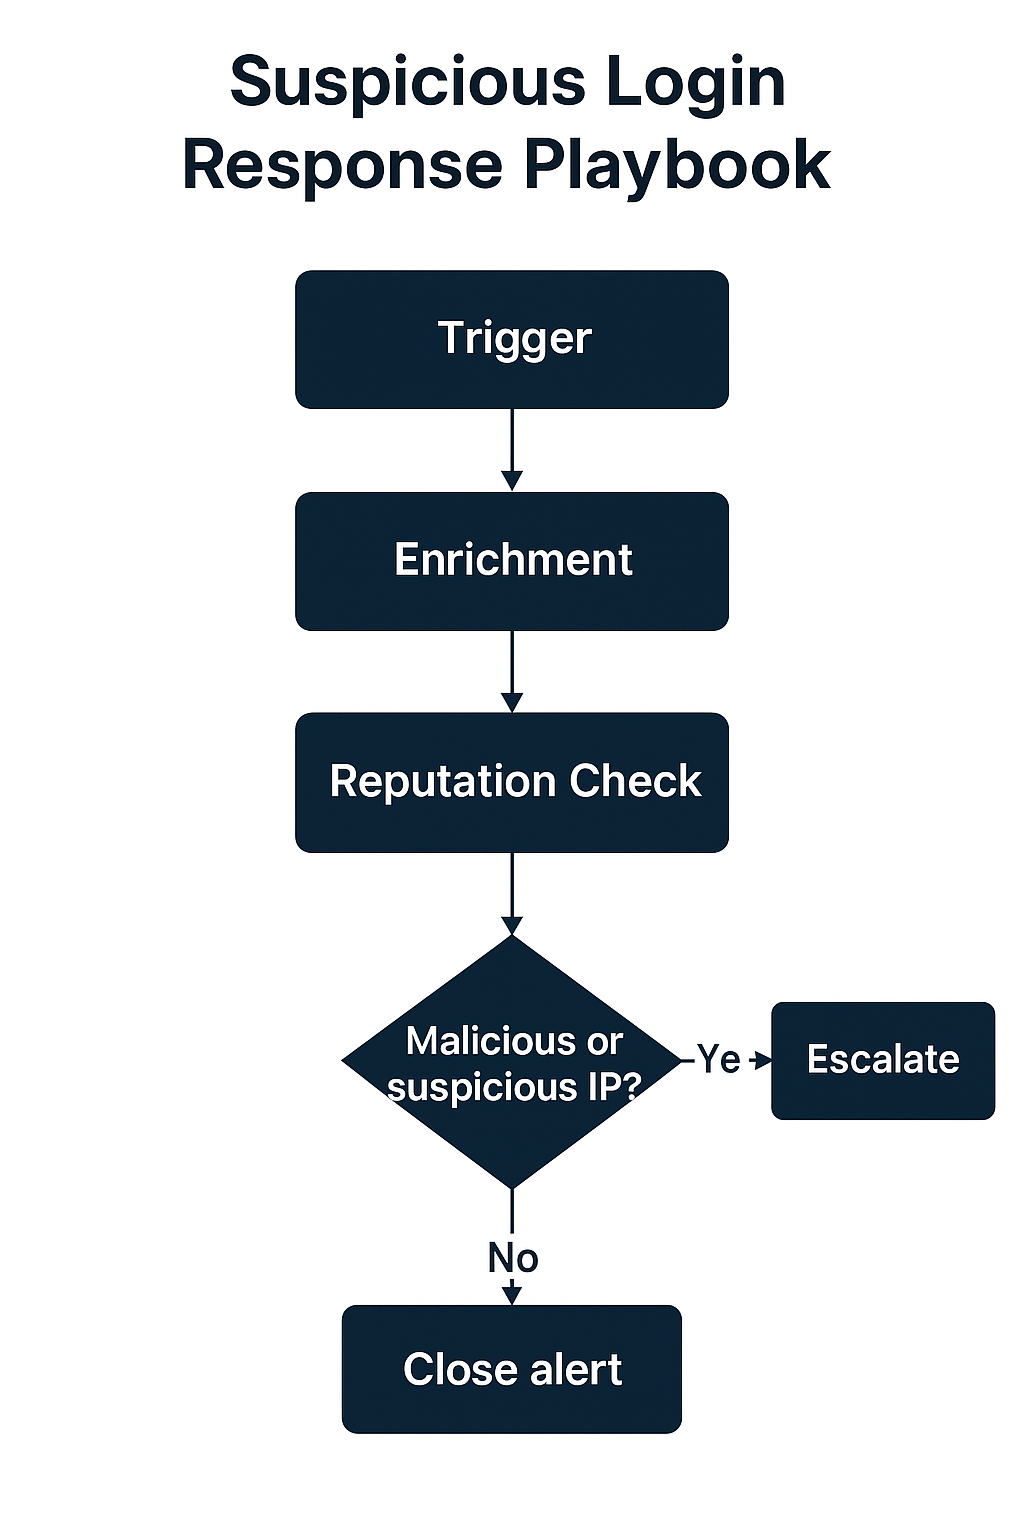 Suspicious Login
Response Playbook
Trigger
Enrichment
Reputation Check
Malicious or
suspicious IP?
Ye
Escalate
No
Close alert